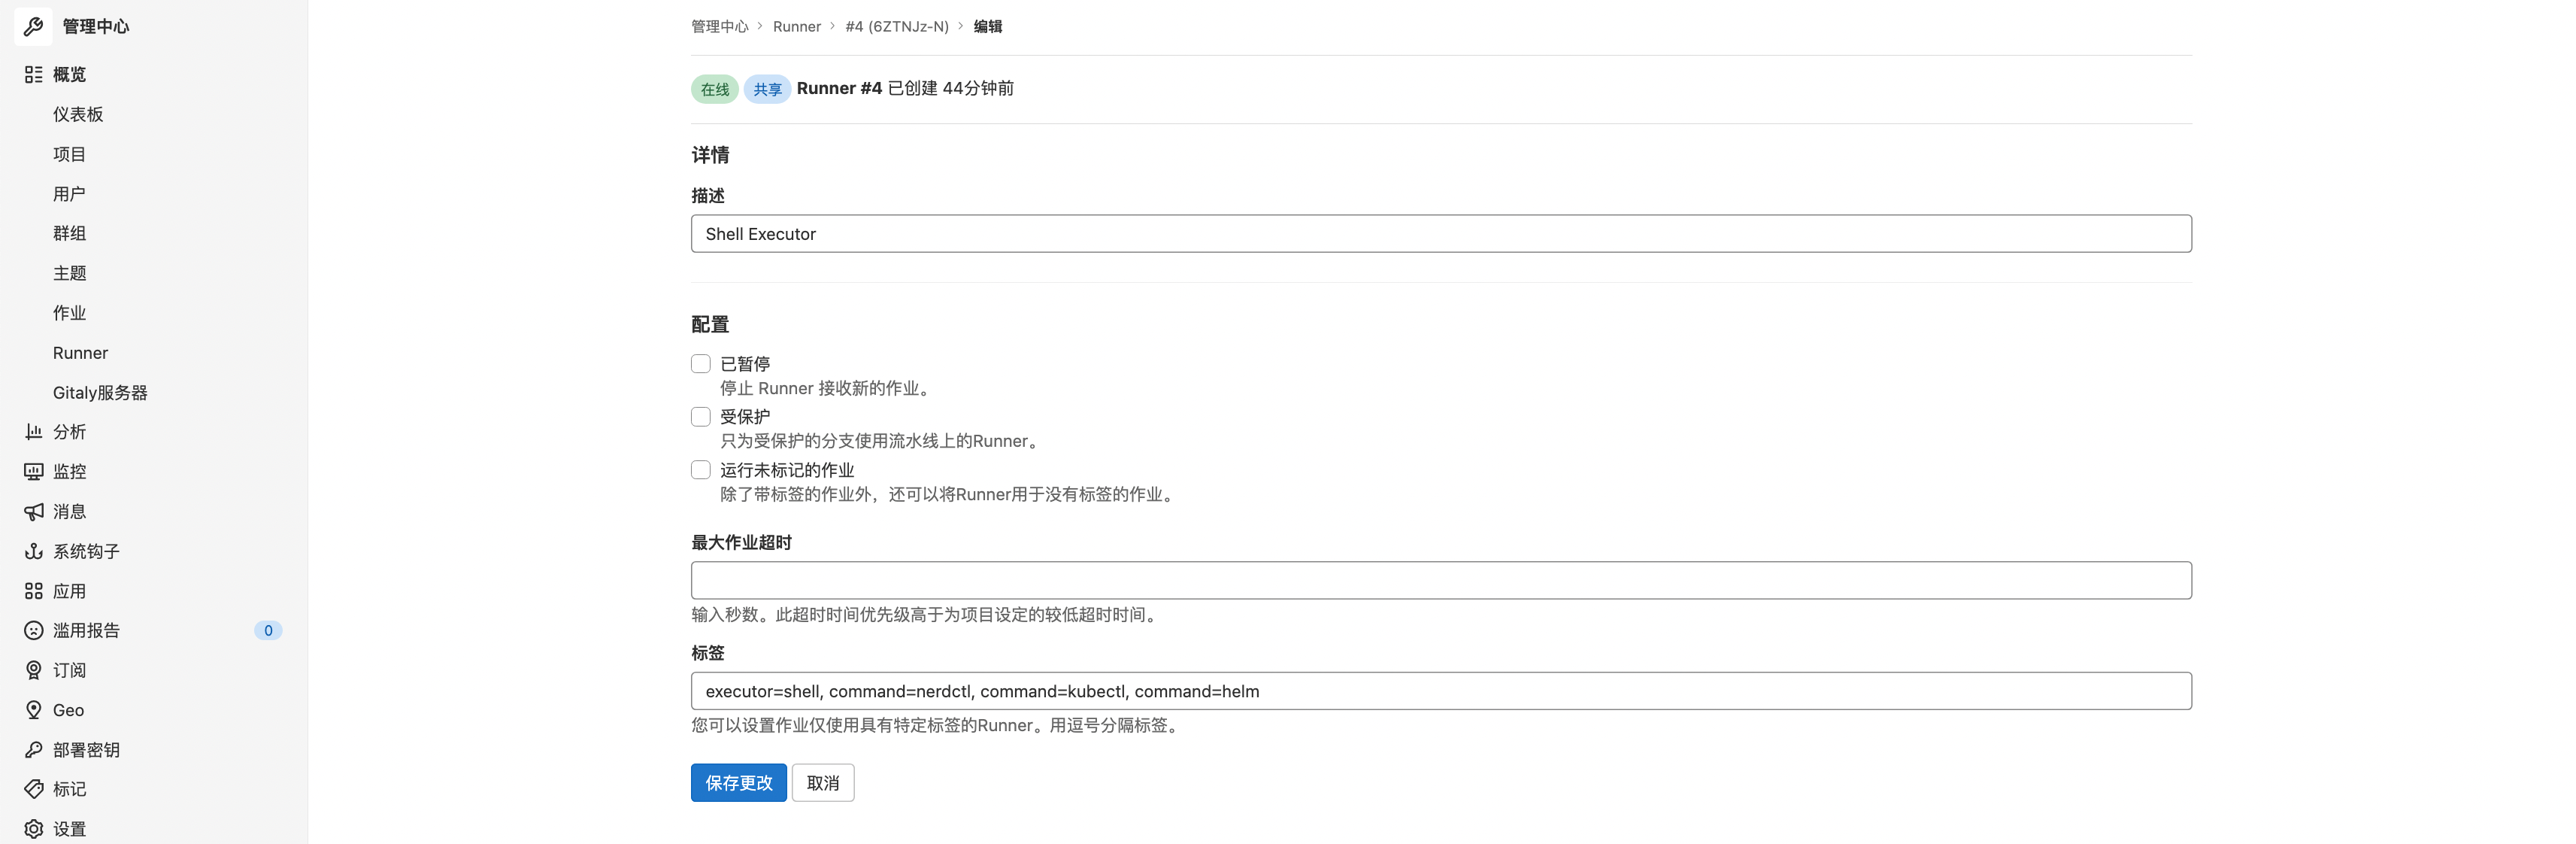 管理中心
概览
仪表板
项目
用户
群组
主题
作业
Runner
Gitaly服务器
分析
监控
消息
系统钩子
应用
滥用报告 0
订阅
Geo
部署密钥
标记
设置
管理中心 > Runner > #4 (6ZTNJz-N) > 编辑
在线 共享 Runner #4 已创建 44分钟前
详情
描述
Shell Executor
配置
已暂停
停止 Runner 接收新的作业。
受保护
只为受保护的分支使用流水线上的Runner。
运行未标记的作业
除了带标签的作业外，还可以将Runner用于没有标签的作业。
最大作业超时
输入秒数。此超时时间优先级高于为项目设定的较低超时时间。
标签
executor=shell, command=nerdctl, command=kubectl, command=helm
您可以设置作业仅使用具有特定标签的Runner。用逗号分隔标签。
保存更改 取消